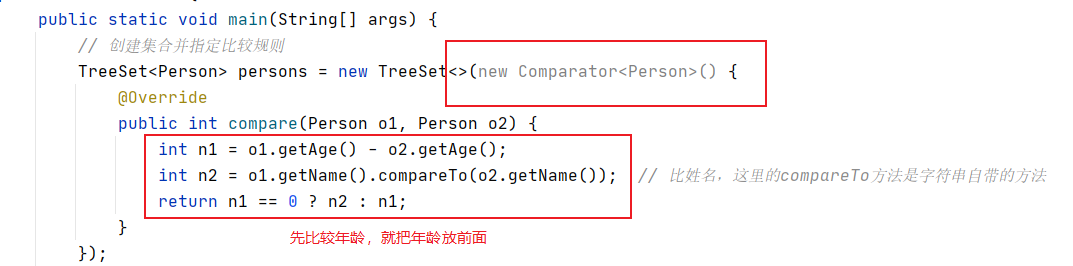 public static void main(String[] args) {
// 创建集合并指定比较规则
TreeSet<Person> persons = new TreeSet<>(new Comparator<Person>() {
@Override
public int compare(Person o1, Person o2) {
int n1 = o1.getAge() - o2.getAge();
int n2 = o1.getName().compareTo(o2.getName()); // 比姓名，这里的compareTo方法是字符串自带的方法
return n1 == 0 ? n2 : n1;
}
先比较年龄，就把年龄放前面
});